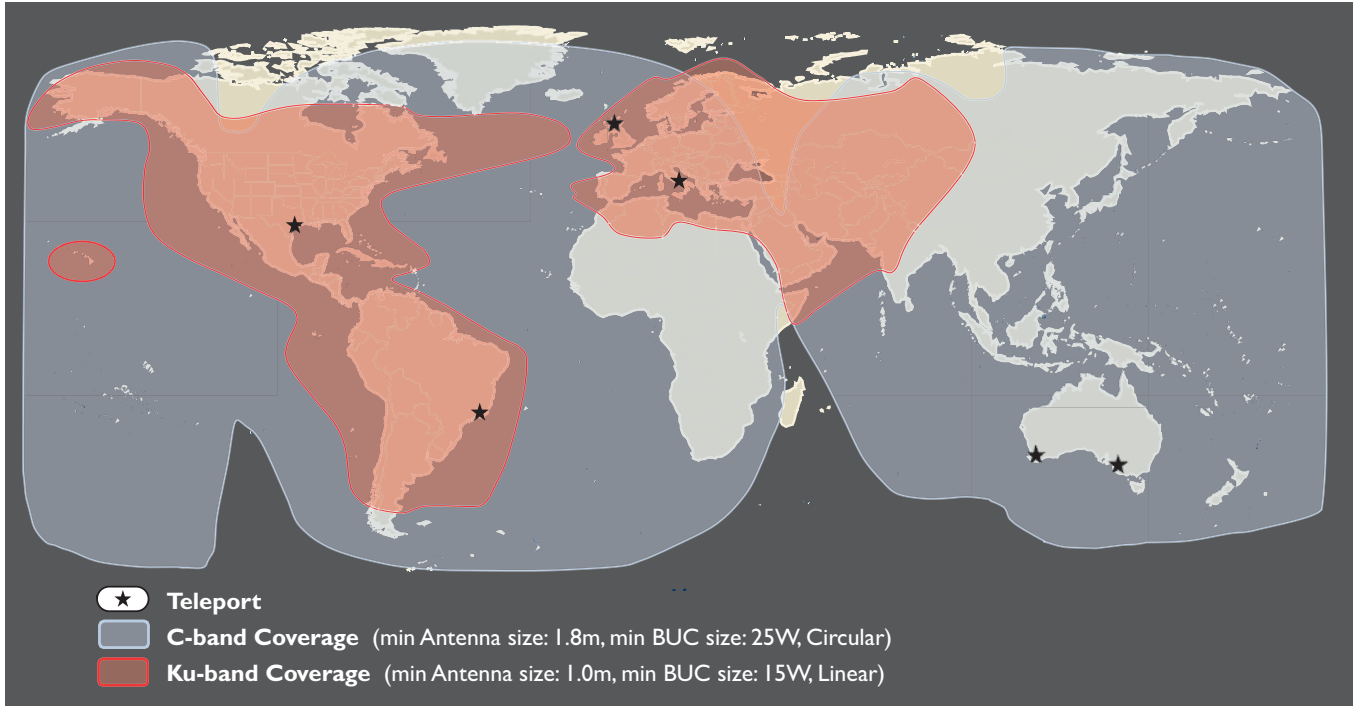 Teleport
C-band Coverage (min Antenna size: 1.8m, min BUC size: 25W, Circular)
Ku-band Coverage (min Antenna size: 1.0m, min BUC size: 15W, Linear)